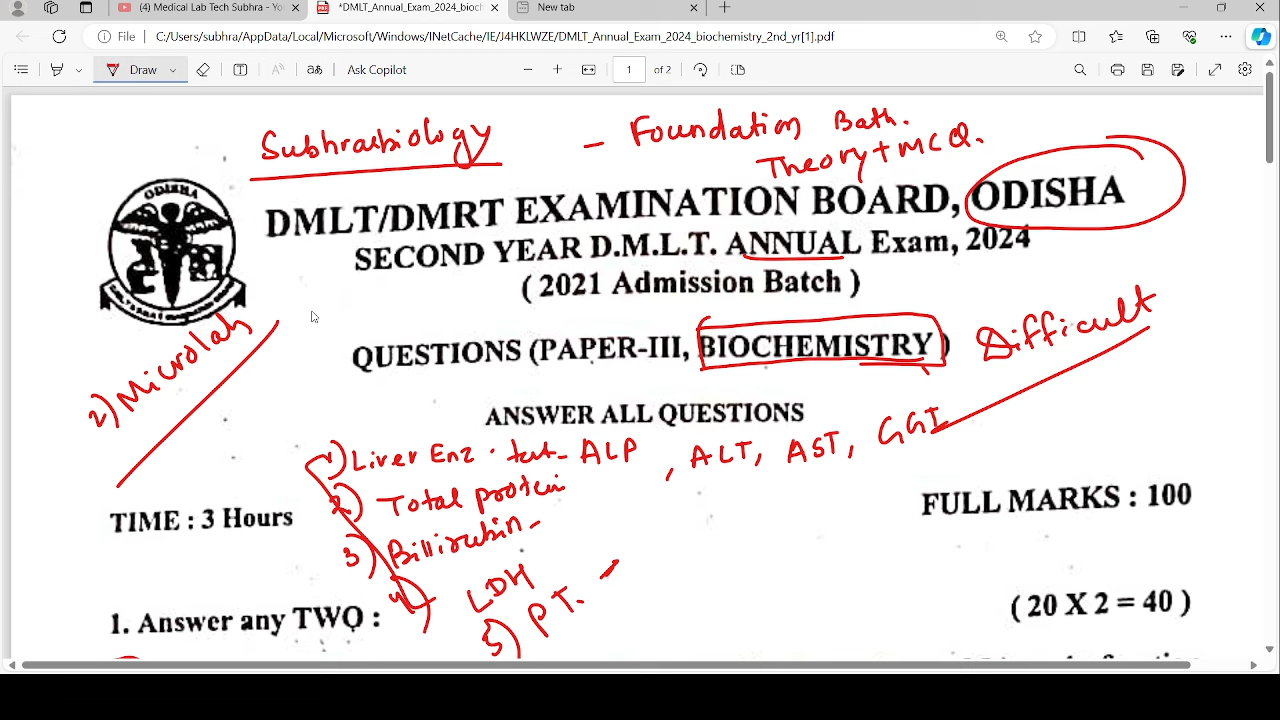 (4) Medical Lab Tech Subhra - Yo
*DMLT_Annual_Exam_2024_bioch
New tab
File
C:/Users/subhra/AppData/Local/Microsoft/Windows/INetCache/IE/J4HKLWZE/DMLT_Annual_Exam_2024_biochemistry_2nd_yr[1].pdf
Draw
Ask Copilot
1 of 2
Subhrasbiology - Foundation Bath.
Theory + MCQ.
ODISHA
DMLT/DMRT EXAMINATION BOARD, ODISHA
SECOND YEAR D.M.L.T. ANNUAL Exam, 2024
( 2021 Admission Batch )
QUESTIONS (PAPER-III, BIOCHEMISTRY )
Difficult
2) Microlab
ANSWER ALL QUESTIONS
1) Liver Enz. test - ALP, ALT, AST, GGT
2) Total protein
TIME : 3 Hours
FULL MARKS : 100
3) Billirubin -
4) LDH
5) PT.
1. Answer any TWO :
( 20 X 2 = 40 )